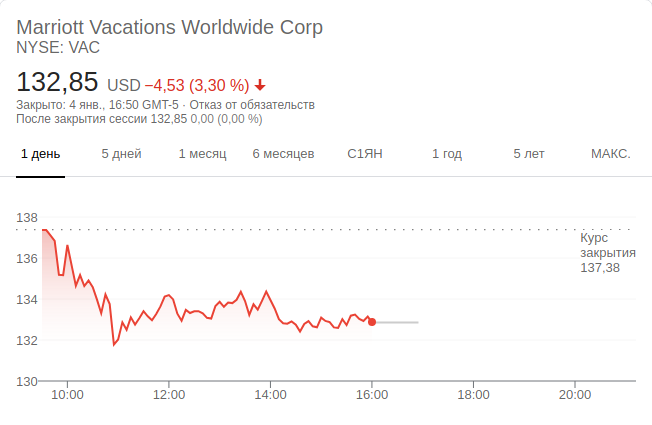 Marriott Vacations Worldwide Corp
NYSE: VAC
132,85 USD −4,53 (3,30 %)
Закрыто: 4 янв., 16:50 GMT-5 · Отказ от обязательств
После закрытия сессии 132,85 0,00 (0,00 %)
1 день 5 дней 1 месяц 6 месяцев С1ЯН 1 год 5 лет МАКС.
138
Курс
закрытия
137,38
136
134
132
130
10:00 12:00 14:00 16:00 18:00 20:00